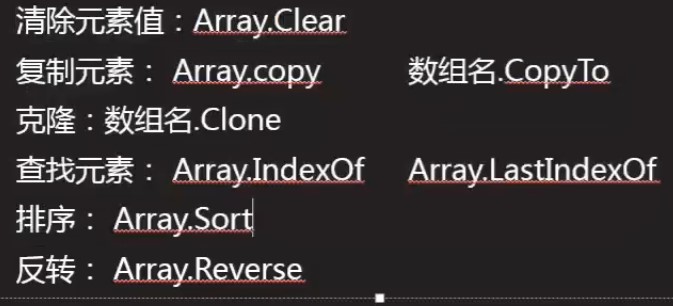 清除元素值：Array.Clear
复制元素： Array.copy 数组名.CopyTo
克隆：数组名.Clone
查找元素： Array.IndexOf Array.LastIndexOf
排序： Array.Sort
反转： Array.Reverse